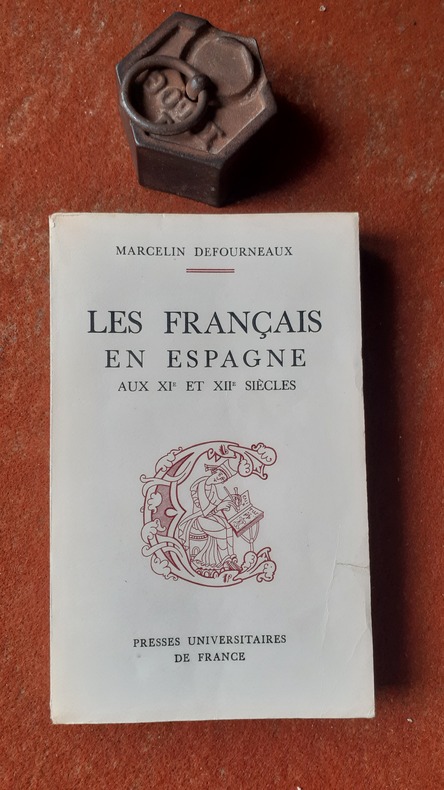 MARCELIN DEFOURNEAUX
LES FRANÇAIS
EN ESPAGNE
AUX XIᴱ ET XIIᴱ SIÈCLES
PRESSES UNIVERSITAIRES
DE FRANCE